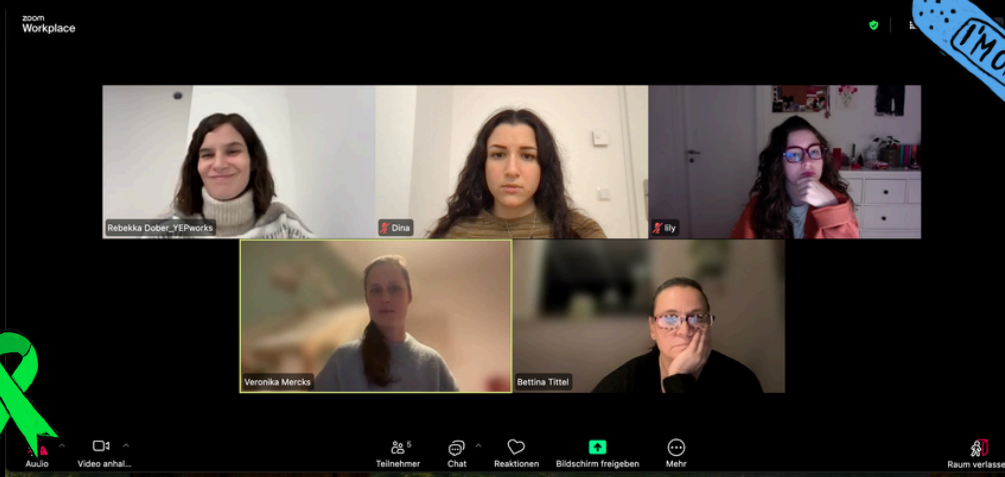 zoom
Workplace
I'M O
Rebekka Dober_YEPworks
Dina
lily
Veronika Mercks
Bettina Tittel
5
Audio
Video anhal...
Teilnehmer
Chat
Reaktionen
Bildschirm freigeben
Mehr
Raum verlasse